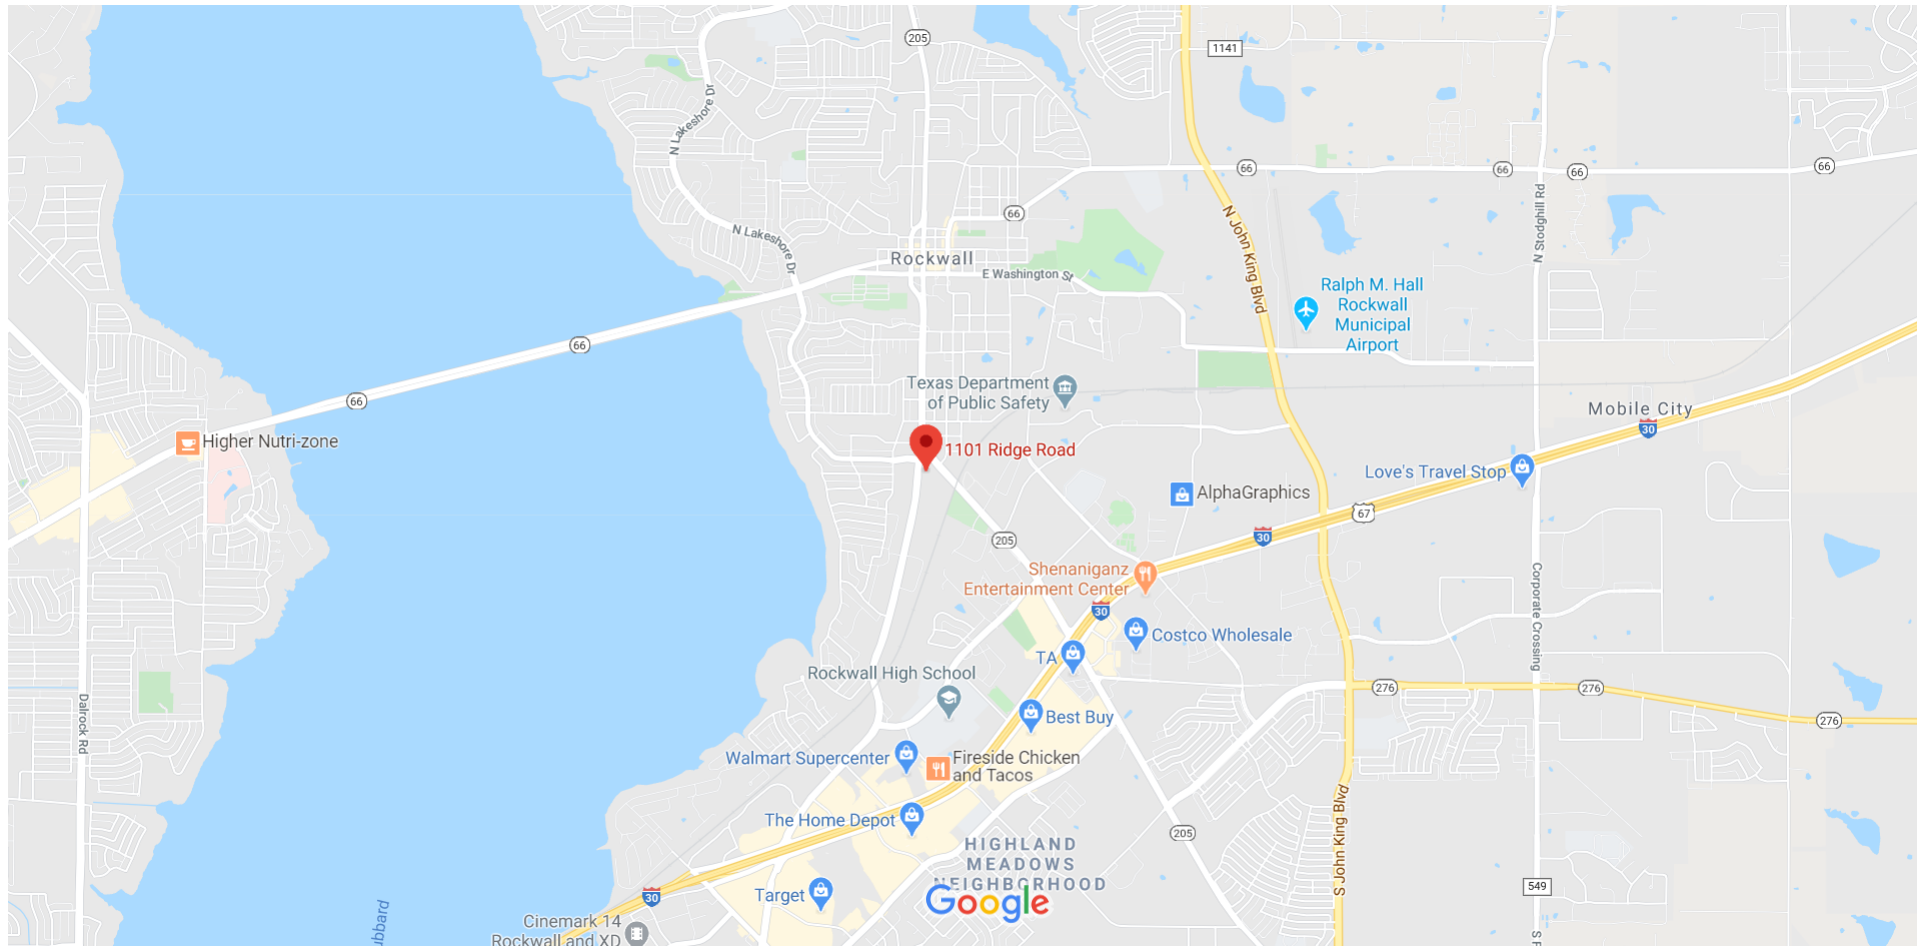 205
1141
N Lakeshore Dr
66
66
66
66
N Stodghill Rd
66
N John King Blvd
N Lakeshore Dr
Rockwall
E Washington St
Ralph M. Hall
Rockwall
Municipal
Airport
66
66
Texas Department
of Public Safety
Mobile City
30
Higher Nutri-zone
1101 Ridge Road
Love's Travel Stop
AlphaGraphics
67
30
205
Shenaniganz
Entertainment Center
30
Corporate Crossing
Costco Wholesale
TA
Rockwall High School
276
276
Dalrock Rd
Best Buy
276
Walmart Supercenter
Fireside Chicken
and Tacos
The Home Depot
205
S John King Blvd
HIGHLAND
MEADOWS
NEIGHBORHOOD
Google
549
30
Target
Cinemark 14
Rockwall and XD
ubbard